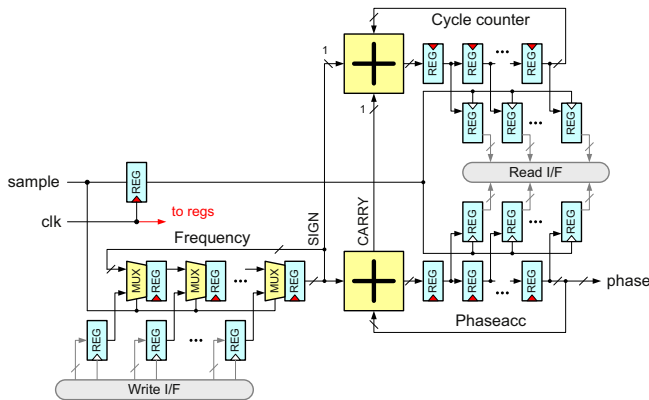 Cycle counter
1
REG
REG
...
REG
1
REG
REG
...
REG
Read I/F
sample
REG
clk
to regs
SIGN
CARRY
REG
REG
...
REG
Frequency
MUX
REG
MUX
REG
...
MUX
REG
REG
REG
...
REG
phase
Phaseacc
REG
REG
...
REG
Write I/F